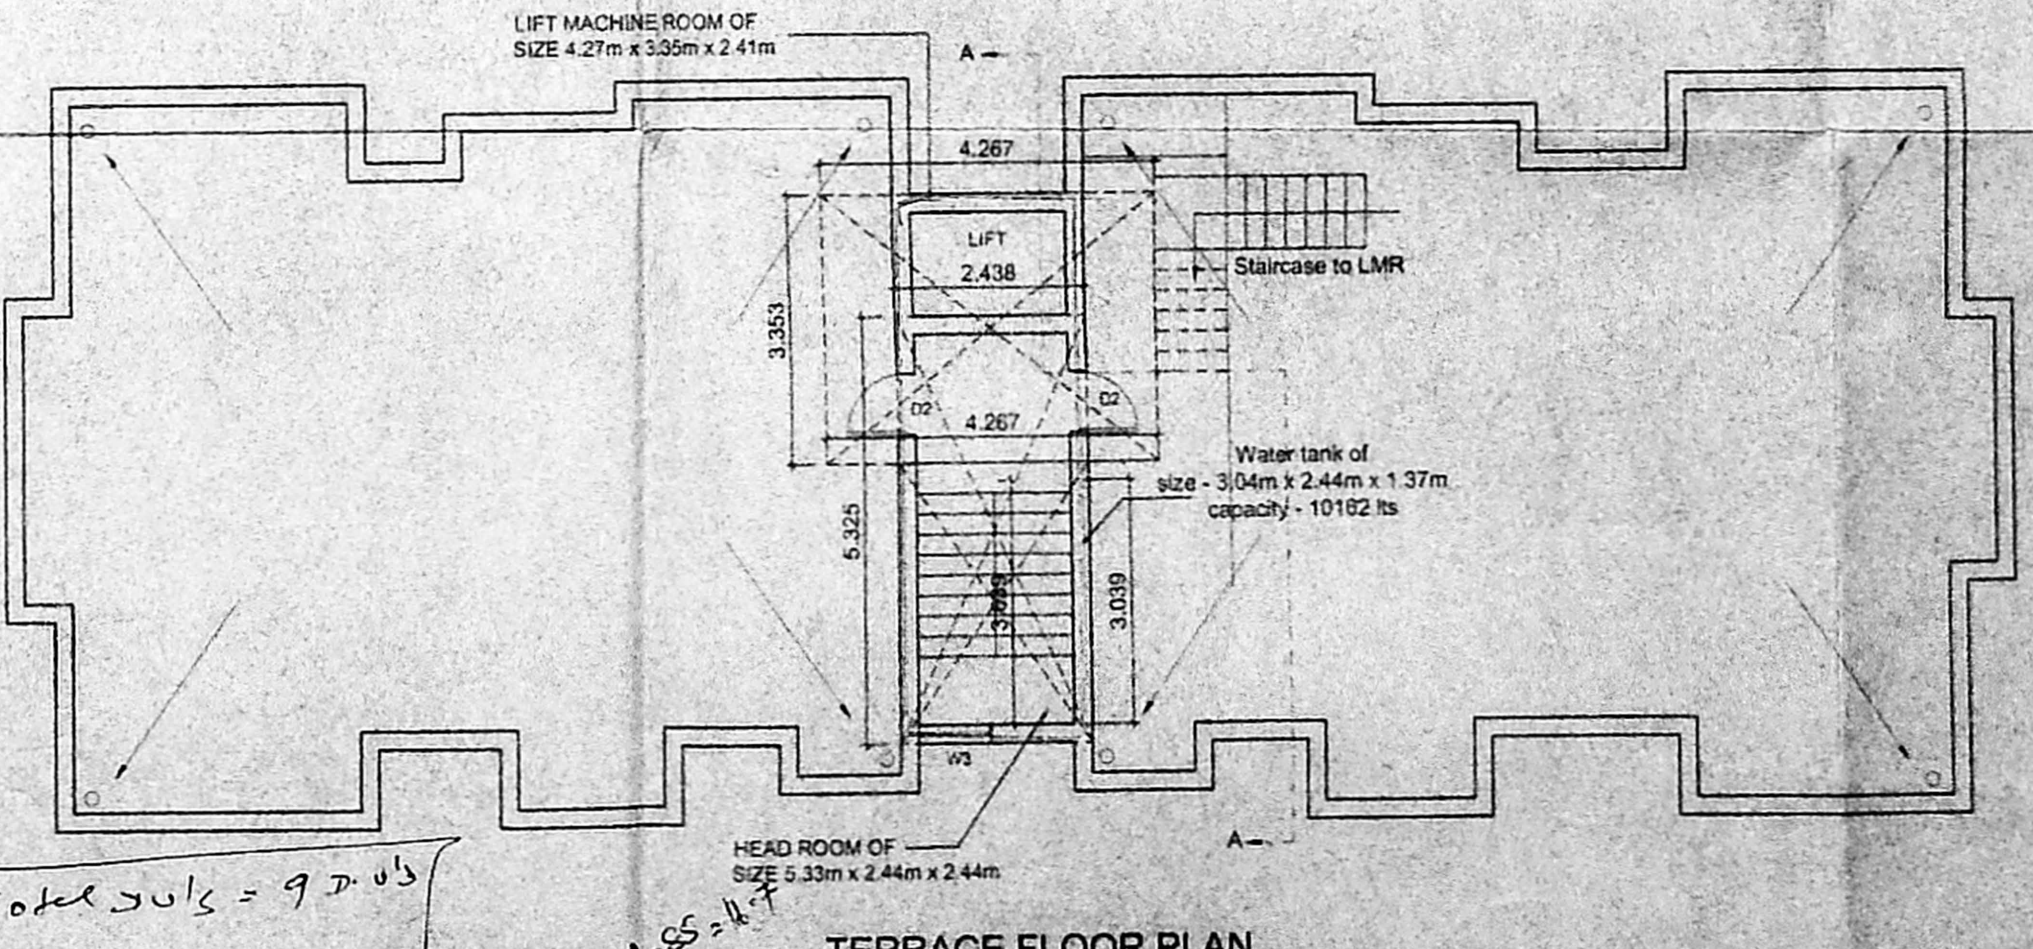 LIFT MACHINE ROOM OF
SIZE 4.27m x 3.35m x 2.41m
A
4.267
LIFT
2.438
Staircase to LMR
3.353
D2
D2
4.267
Water tank of
size - 3.04m x 2.44m x 1.37m
capacity - 10162 lts
5.325
3.039
3.039
W3
HEAD ROOM OF
SIZE 5.33m x 2.44m x 2.44m
A
= 9 D.U's
TERRACE FLOOR PLAN